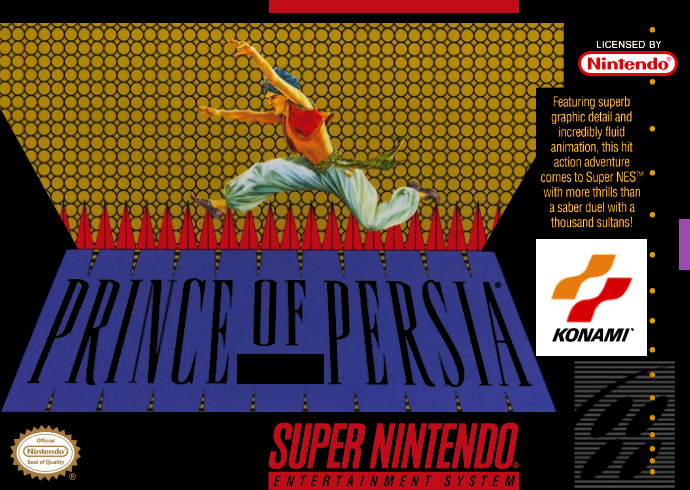 LICENSED BY
Nintendo®
Featuring superb
graphic detail and
incredibly fluid
animation, this hit
action adventure
comes to Super NES™
with more thrills than
a saber duel with a
thousand sultans!
KONAMI™
PRINCE OF PERSIA®
Official
Nintendo
Seal of Quality
®
SUPER NINTENDO®
ENTERTAINMENT SYSTEM